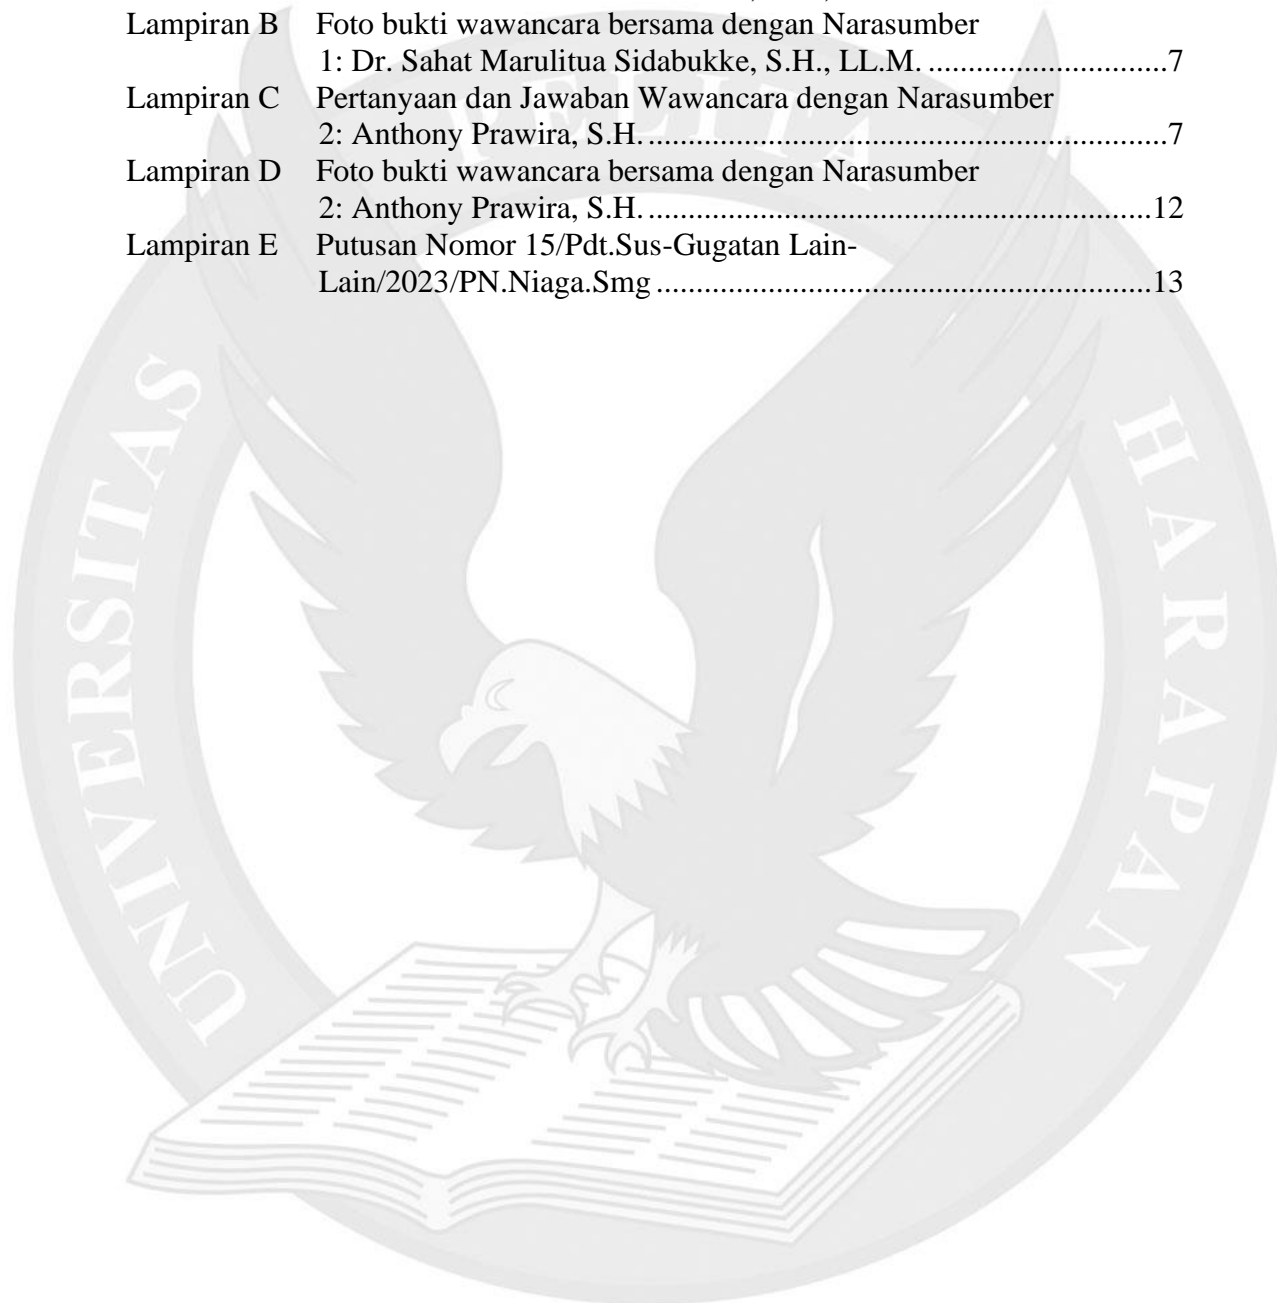 Lampiran B Foto bukti wawancara bersama dengan Narasumber
1: Dr. Sahat Marulitua Sidabukke, S.H., LL.M. ..............................7
Lampiran C Pertanyaan dan Jawaban Wawancara dengan Narasumber
2: Anthony Prawira, S.H. .................................................................7
Lampiran D Foto bukti wawancara bersama dengan Narasumber
2: Anthony Prawira, S.H. ...............................................................12
Lampiran E Putusan Nomor 15/Pdt.Sus-Gugatan Lain-
Lain/2023/PN.Niaga.Smg ..............................................................13
UNIVERSITAS
PELITA
HARAPAN